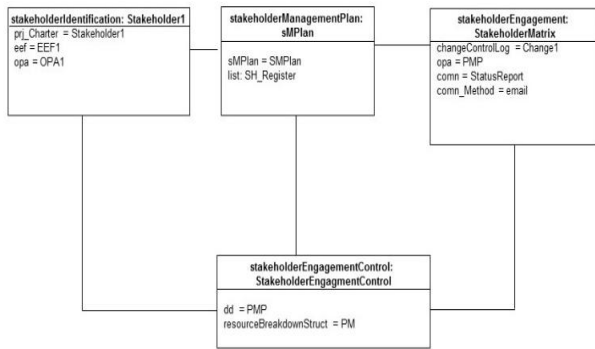 stakeholderIdentification: Stakeholder1
prj_Charter = Stakeholder1
eef = EEF1
opa = OPA1
stakeholderManagementPlan:
sMPlan
sMPlan = SMPlan
list: SH_Register
stakeholderEngagement:
StakeholderMatrix
changeControlLog = Change1
opa = PMP
comn = StatusReport
comn_Method = email
stakeholderEngagementControl:
StakeholderEngagmentControl
dd = PMP
resourceBreakdownStruct = PM